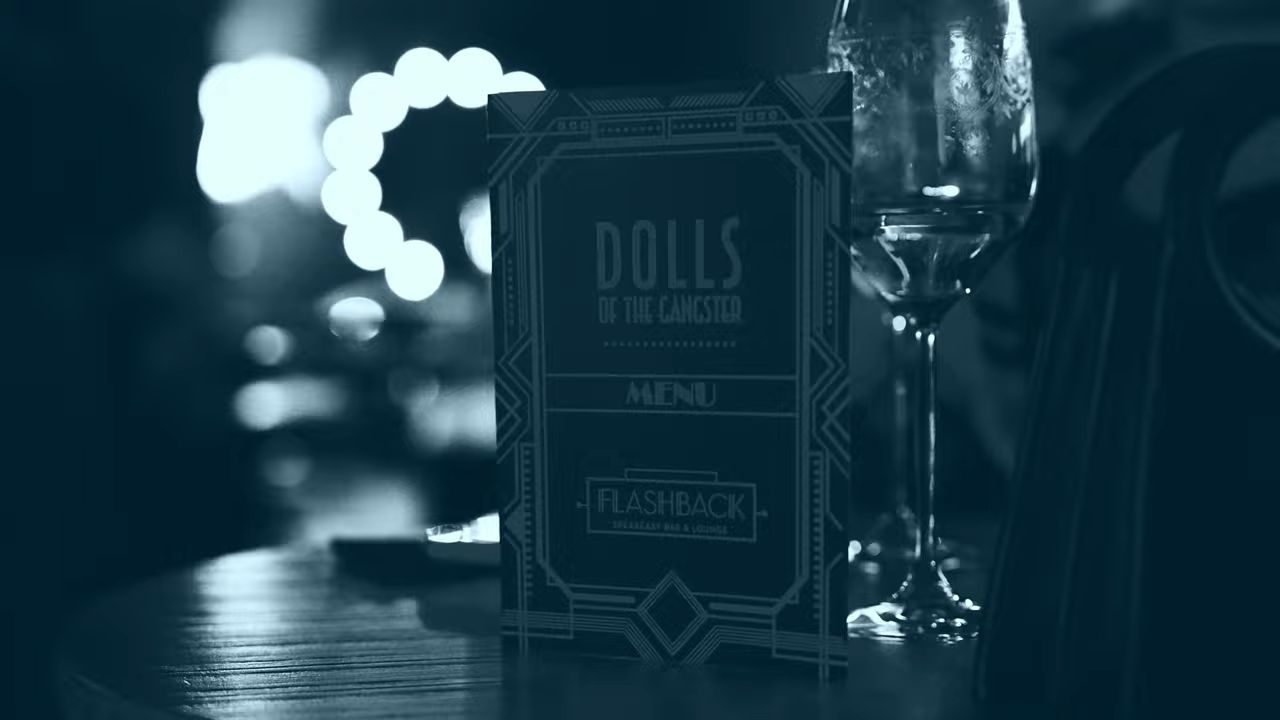 DOLLS
OF THE GANGSTER
MENU
FLASHBACK
SPEAKEASY BAR & LOUNGE